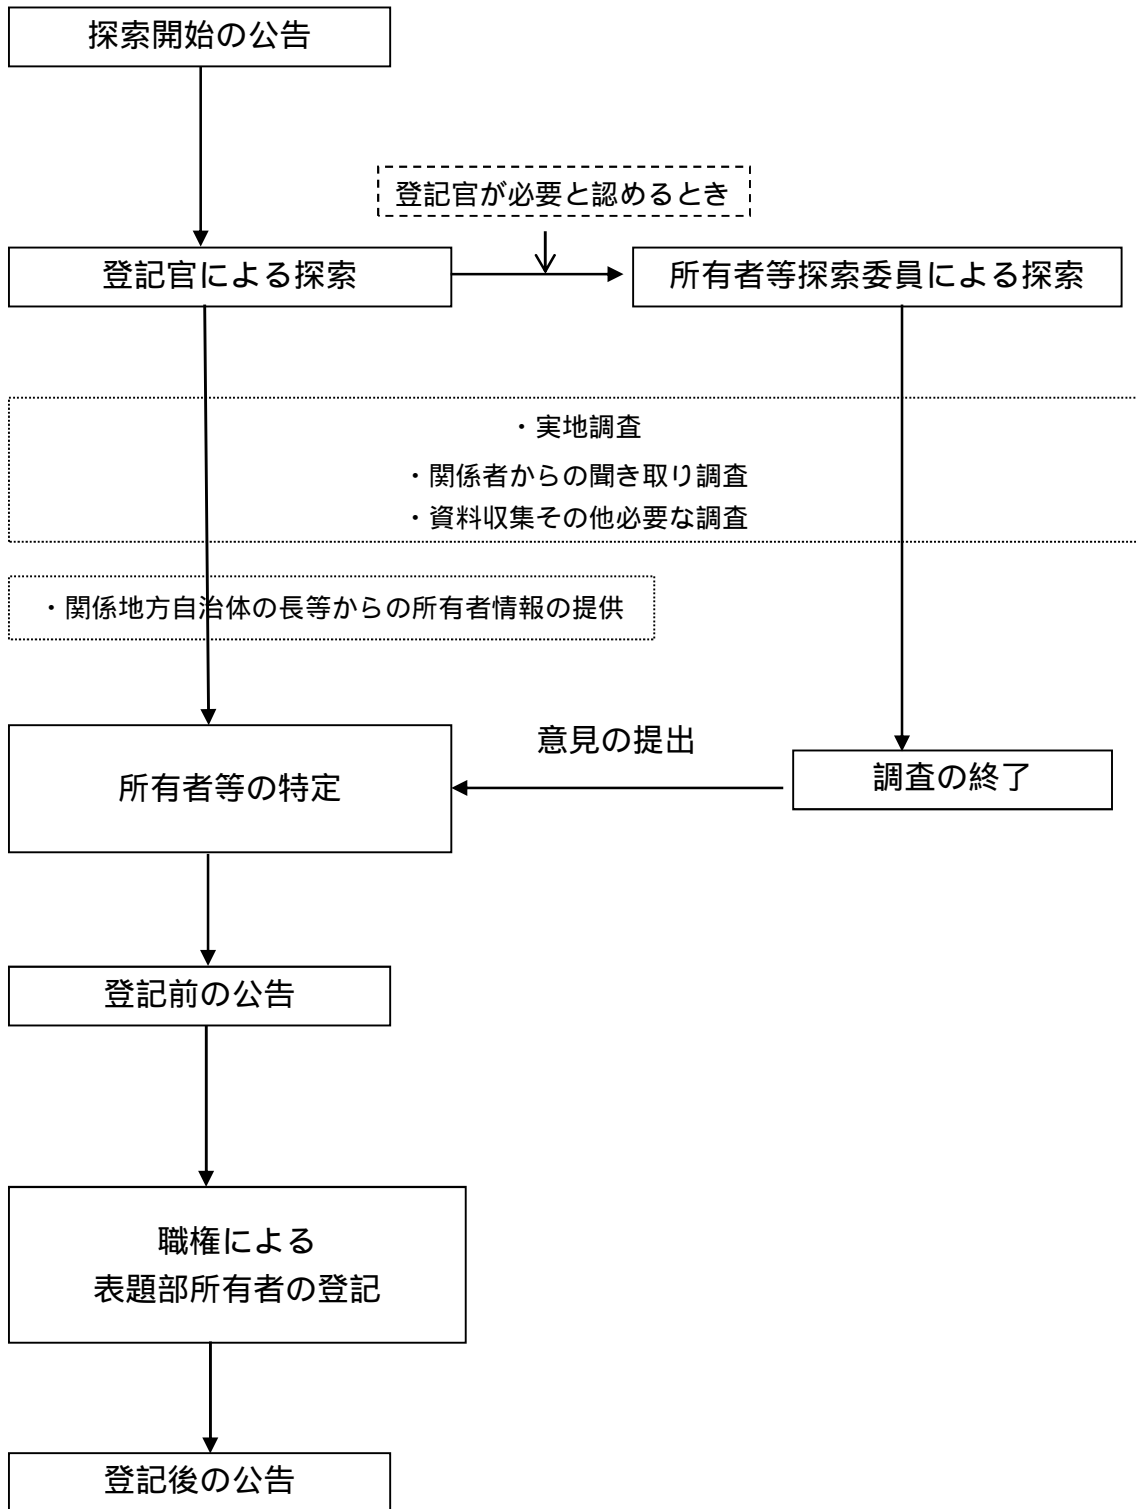 探索開始の公告
登記官が必要と認めるとき
登記官による探索
所有者等探索委員による探索
・実地調査
・関係者からの聞き取り調査
・資料収集その他必要な調査
・関係地方自治体の長等からの所有者情報の提供
意見の提出
所有者等の特定
調査の終了
登記前の公告
職権による
表題部所有者の登記
登記後の公告